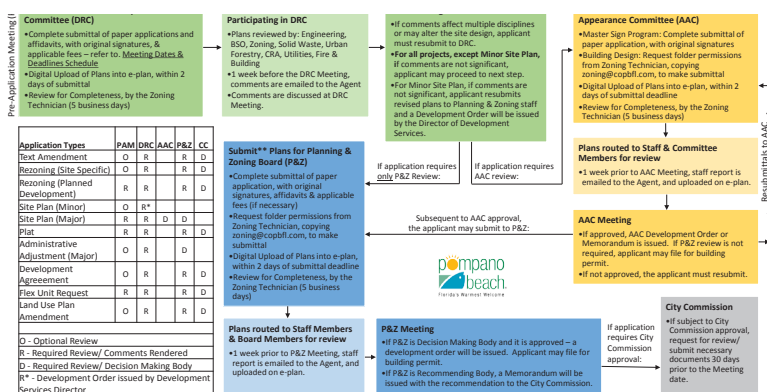 Pre-Application Meeting (
Committee (DRC)
•Complete submittal of paper applications and
affidavits, with original signatures, &
applicable fees – refer to Meeting Dates &
Deadlines Schedule
•Digital Upload of Plans into e-plan, within 2
days of submittal
•Review for Completeness, by the Zoning
Technician (5 business days)
Participating in DRC
•Plans reviewed by: Engineering,
BSO, Zoning, Solid Waste, Urban
Forestry, CRA, Utilities, Fire &
Building
•1 week before the DRC Meeting,
comments are emailed to the Agent
•Comments are discussed at DRC
Meeting.
•If comments affect multiple disciplines
or may alter the site design, applicant
must resubmit to DRC.
•For all projects, except Minor Site Plan,
if comments are not significant,
applicant may proceed to next step.
•For Minor Site Plan, if comments are
not significant, applicant resubmits
revised plans to Planning & Zoning staff
and a Development Order will be issued
by the Director of Development
Services.
Appearance Committee (AAC)
•Master Sign Program: Complete submittal of
paper application, with original signatures
•Building Design: Request folder permissions
from Zoning Technician, copying
zoning@copbfl.com, to make submittal
•Digital Upload of Plans into e-plan, within 2
days of submittal deadline
•Review for Completeness, by the Zoning
Technician (5 business days)
Resubmittals to AAC
Application Types PAM DRC AAC P&Z CC
Text Amendment O R R D
Rezoning (Site Specific) O R R D
Rezoning (Planned
Development) R R R D
Site Plan (Minor) O R*
Site Plan (Major) R R D D
Plat R R R D
Administrative
Adjustment (Major) O R D
Development
Agreeement O R R D
Flex Unit Request R R R D
Land Use Plan
Amendment O R R D
O - Optional Review
R - Required Review/ Comments Rendered
D - Required Review/ Decision Making Body
R* - Development Order issued by Development
Services Director
Submit** Plans for Planning &
Zoning Board (P&Z)
•Complete submittal of paper
application, with original
signatures, affidavits & applicable
fees (if necessary)
•Request folder permissions from
Zoning Technician, copying
zoning@copbfl.com, to make
submittal
•Digital Upload of Plans into e-plan,
within 2 days of submittal deadline
•Review for Completeness, by the
Zoning Technician (5 business
days)
If application requires
only P&Z Review:
If application requires
AAC review:
Plans routed to Staff & Committee
Members for review
•1 week prior to AAC Meeting, staff report is
emailed to the Agent, and uploaded on e-plan.
Subsequent to AAC approval,
the applicant may submit to P&Z:
AAC Meeting
•If approved, AAC Development Order or
Memorandum is issued. If P&Z review is not
required, applicant may file for building
permit.
•If not approved, the applicant must resubmit.
pompano
beach.
Florida's Warmest Welcome
Plans routed to Staff Members
& Board Members for review
•1 week prior to P&Z Meeting, staff
report is emailed to the Agent, and
uploaded on e-plan.
P&Z Meeting
•If P&Z is Decision Making Body and it is approved – a
development order will be issued. Applicant may file for
building permit.
•If P&Z is Recommending Body, a Memorandum will be
issued with the recommendation to the City Commission.
If application
requires City
Commission
approval:
City Commission
•If subject to City
Commission approval,
request for review/
submit necessary
documents 30 days
prior to the Meeting
date.